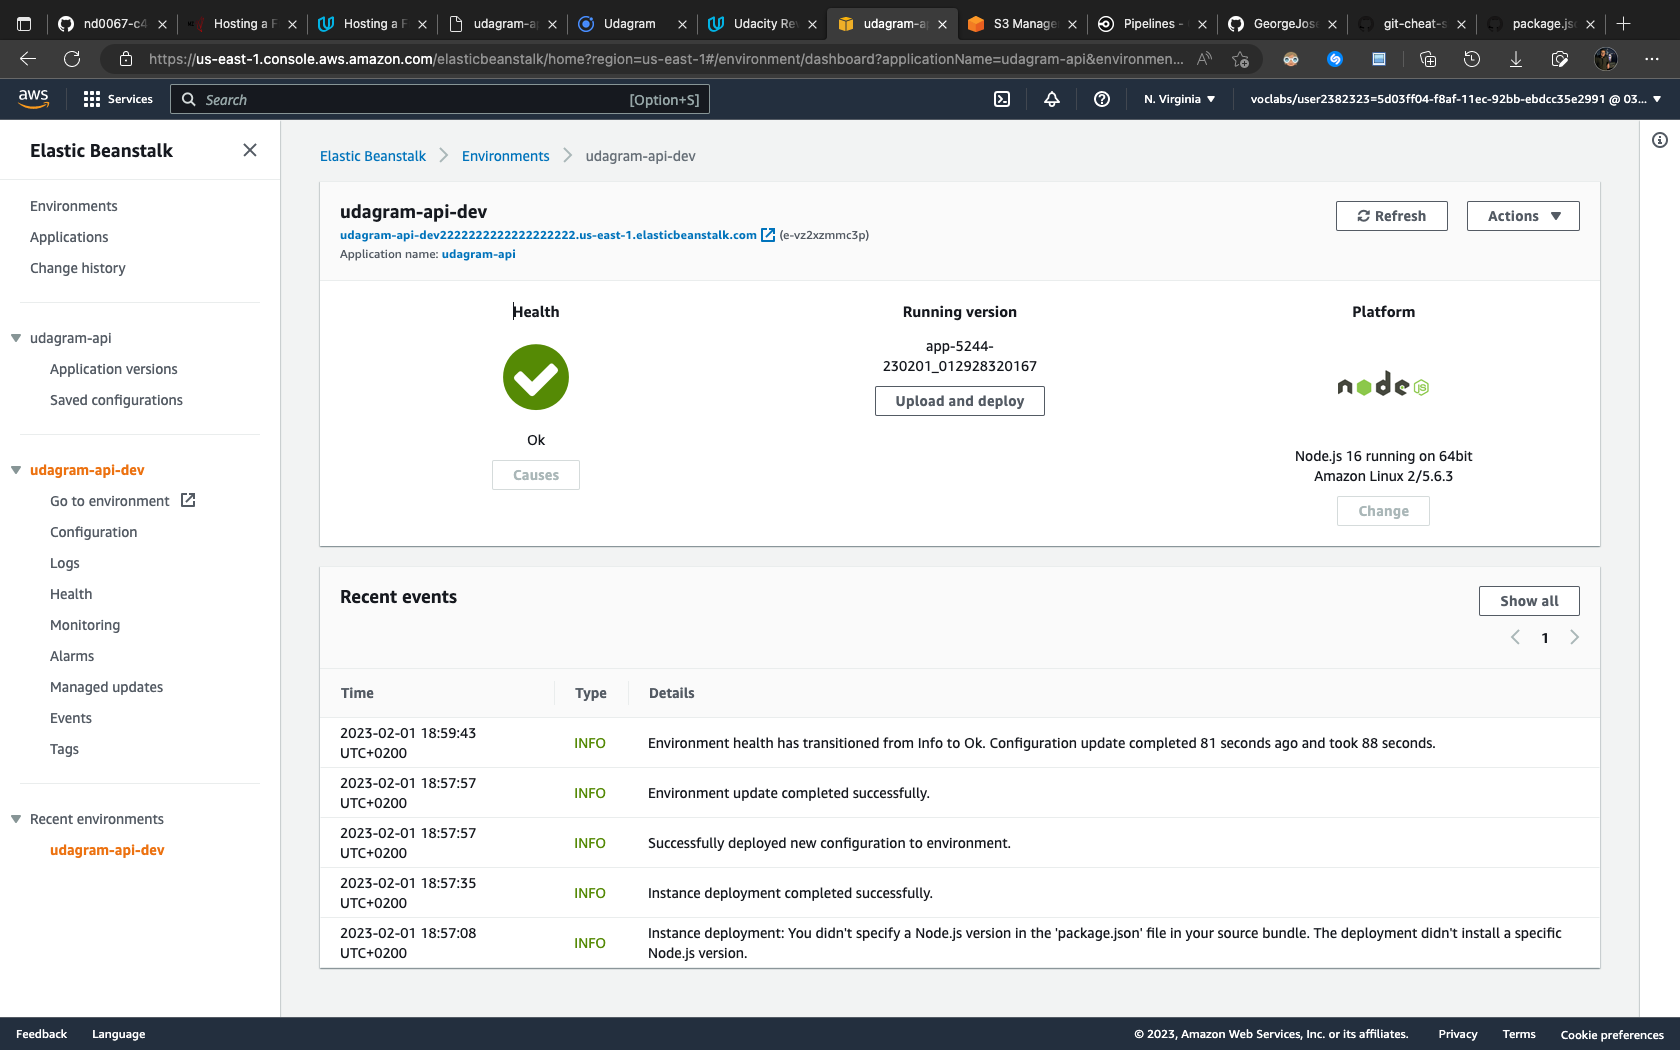 nd0067-c4
Hosting a F
Hosting a F
udagram-ap
Udagram
Udacity Rev
udagram-ap
S3 Manage
Pipelines -
GeorgeJose
git-cheat-s
package.jso
https://us-east-1.console.aws.amazon.com/elasticbeanstalk/home?region=us-east-1#/environment/dashboard?applicationName=udagram-api&environmen...
aws
Services
Search
[Option+S]
N. Virginia
voclabs/user2382323=5d03ff04-f8af-11ec-92bb-ebdcc35e2991 @ 03...
Elastic Beanstalk
Environments
Applications
Change history
udagram-api
Application versions
Saved configurations
udagram-api-dev
Go to environment
Configuration
Logs
Health
Monitoring
Alarms
Managed updates
Events
Tags
Recent environments
udagram-api-dev
Elastic Beanstalk
Environments
udagram-api-dev
udagram-api-dev
udagram-api-dev2222222222222222222.us-east-1.elasticbeanstalk.com (e-vz2xzmmc3p)
Application name: udagram-api
Refresh
Actions
Health
Ok
Causes
Running version
app-5244-
230201_012928320167
Upload and deploy
Platform
node JS
Node.js 16 running on 64bit
Amazon Linux 2/5.6.3
Change
Recent events
Show all
1
Time Type Details
2023-02-01 18:59:43
UTC+0200
INFO
Environment health has transitioned from Info to Ok. Configuration update completed 81 seconds ago and took 88 seconds.
2023-02-01 18:57:57
UTC+0200
INFO
Environment update completed successfully.
2023-02-01 18:57:57
UTC+0200
INFO
Successfully deployed new configuration to environment.
2023-02-01 18:57:35
UTC+0200
INFO
Instance deployment completed successfully.
2023-02-01 18:57:08
UTC+0200
INFO
Instance deployment: You didn't specify a Node.js version in the 'package.json' file in your source bundle. The deployment didn't install a specific
Node.js version.
Feedback
Language
© 2023, Amazon Web Services, Inc. or its affiliates.
Privacy
Terms
Cookie preferences